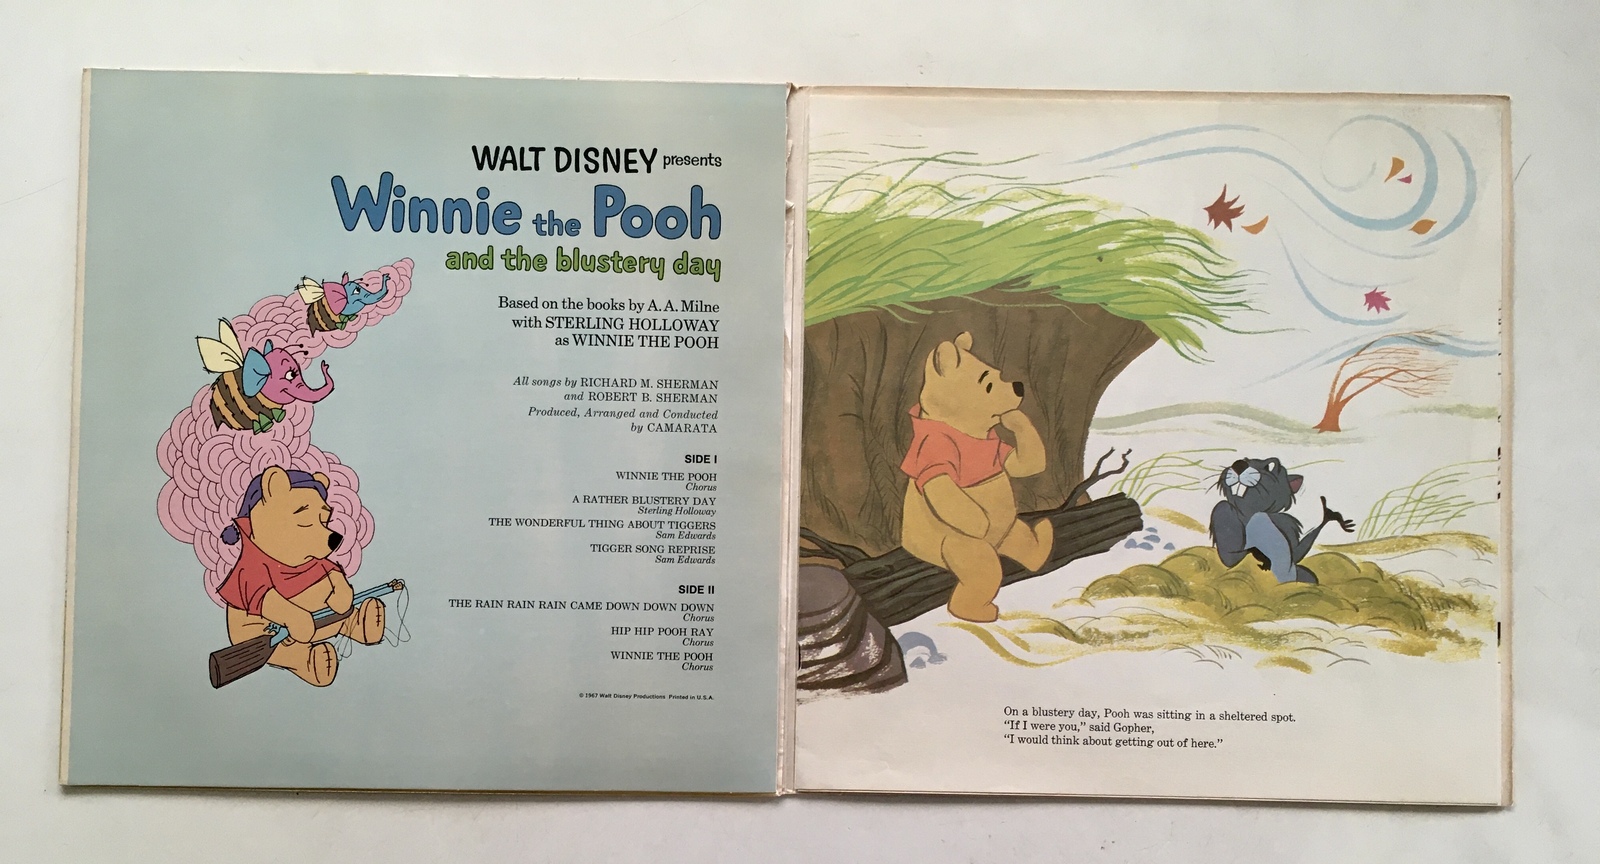 WALT DISNEY presents
Winnie the Pooh
and the blustery day
Based on the books by A. A. Milne
with STERLING HOLLOWAY
as WINNIE THE POOH
All songs by RICHARD M. SHERMAN
and ROBERT B. SHERMAN
Produced, Arranged and Conducted
by CAMARATA
SIDE I
WINNIE THE POOH
Chorus
A RATHER BLUSTERY DAY
Sterling Holloway
THE WONDERFUL THING ABOUT TIGGERS
Sam Edwards
TIGGER SONG REPRISE
Sam Edwards
SIDE II
THE RAIN RAIN RAIN CAME DOWN DOWN DOWN
Chorus
HIP HIP POOH RAY
Chorus
WINNIE THE POOH
Chorus
© 1967 Walt Disney Productions Printed in U.S.A.
On a blustery day, Pooh was sitting in a sheltered spot.
“If I were you,” said Gopher,
“I would think about getting out of here.”